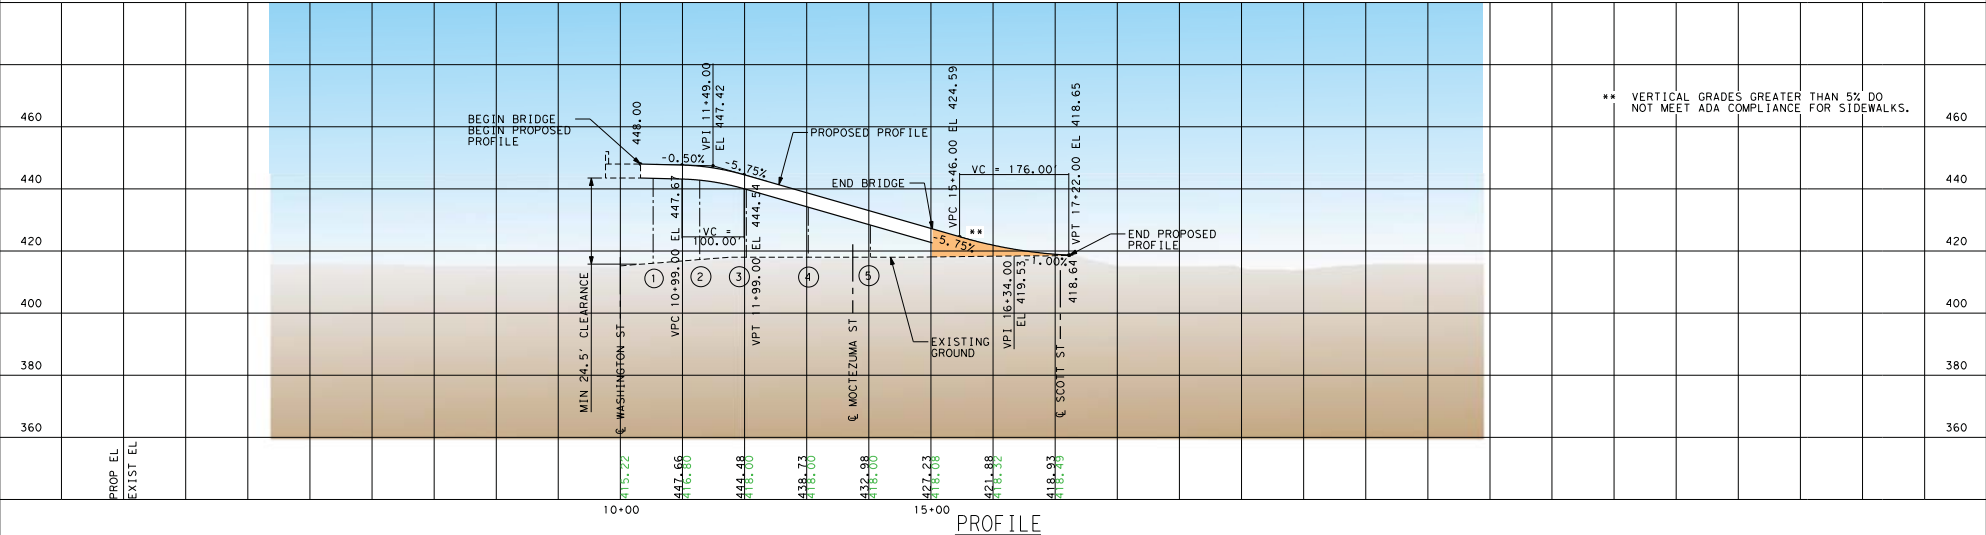 ** VERTICAL GRADES GREATER THAN 5% DO
NOT MEET ADA COMPLIANCE FOR SIDEWALKS.
460
440
420
400
380
360
460
440
420
400
380
360
BEGIN BRIDGE
BEGIN PROPOSED
PROFILE
448.00
VPI 11+49.00
EL 447.42
-0.50%
-5.75%
PROPOSED PROFILE
END BRIDGE
VPC 15+46.00 EL 424.59
VC = 176.00'
418.65
VPT 17+22.00 EL
END PROPOSED
PROFILE
**
-5.75%
-1.00%
418.64
VPC 10+99.00 EL 447.67
VC =
100.00'
VPT 11+99.00 EL 444.54
1
2
3
4
5
MIN 24.5' CLEARANCE
℄ WASHINGTON ST
℄ MOCTEZUMA ST
EXISTING
GROUND
VPI 16+34.00
EL 419.53
℄ SCOTT ST
PROP EL
EXIST EL
415.22
447.66
416.80
444.48
418.00
438.73
418.00
432.98
418.00
427.23
418.08
421.88
418.32
418.93
418.49
10+00
15+00
PROFILE